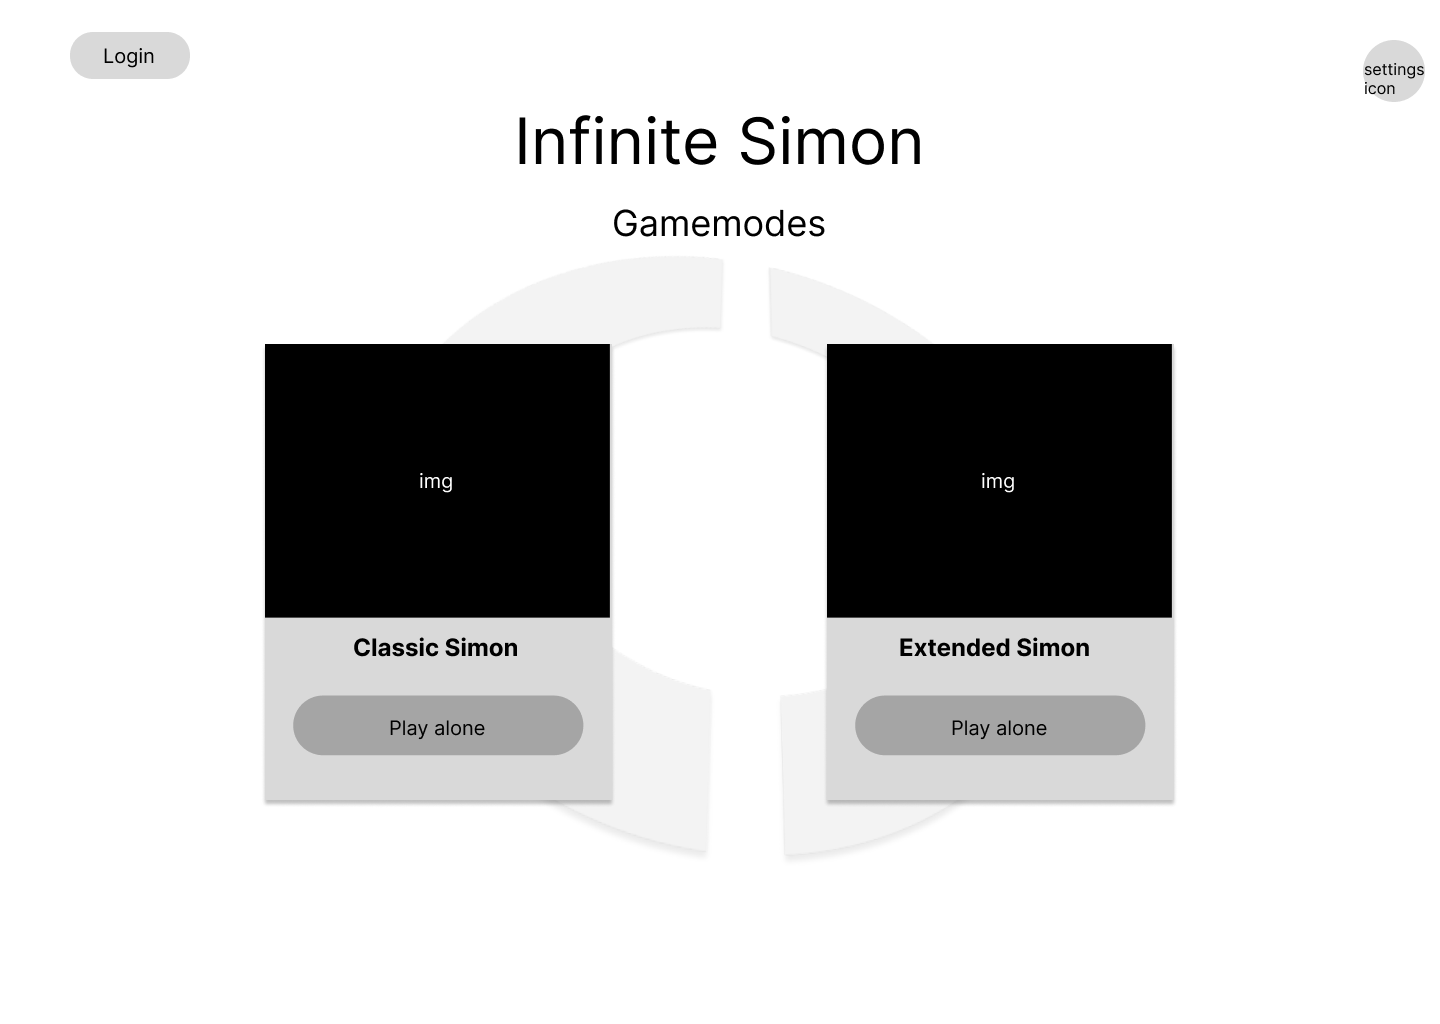 Login
settings
icon
Infinite Simon
Gamemodes
img
img
Classic Simon
Extended Simon
Play alone
Play alone